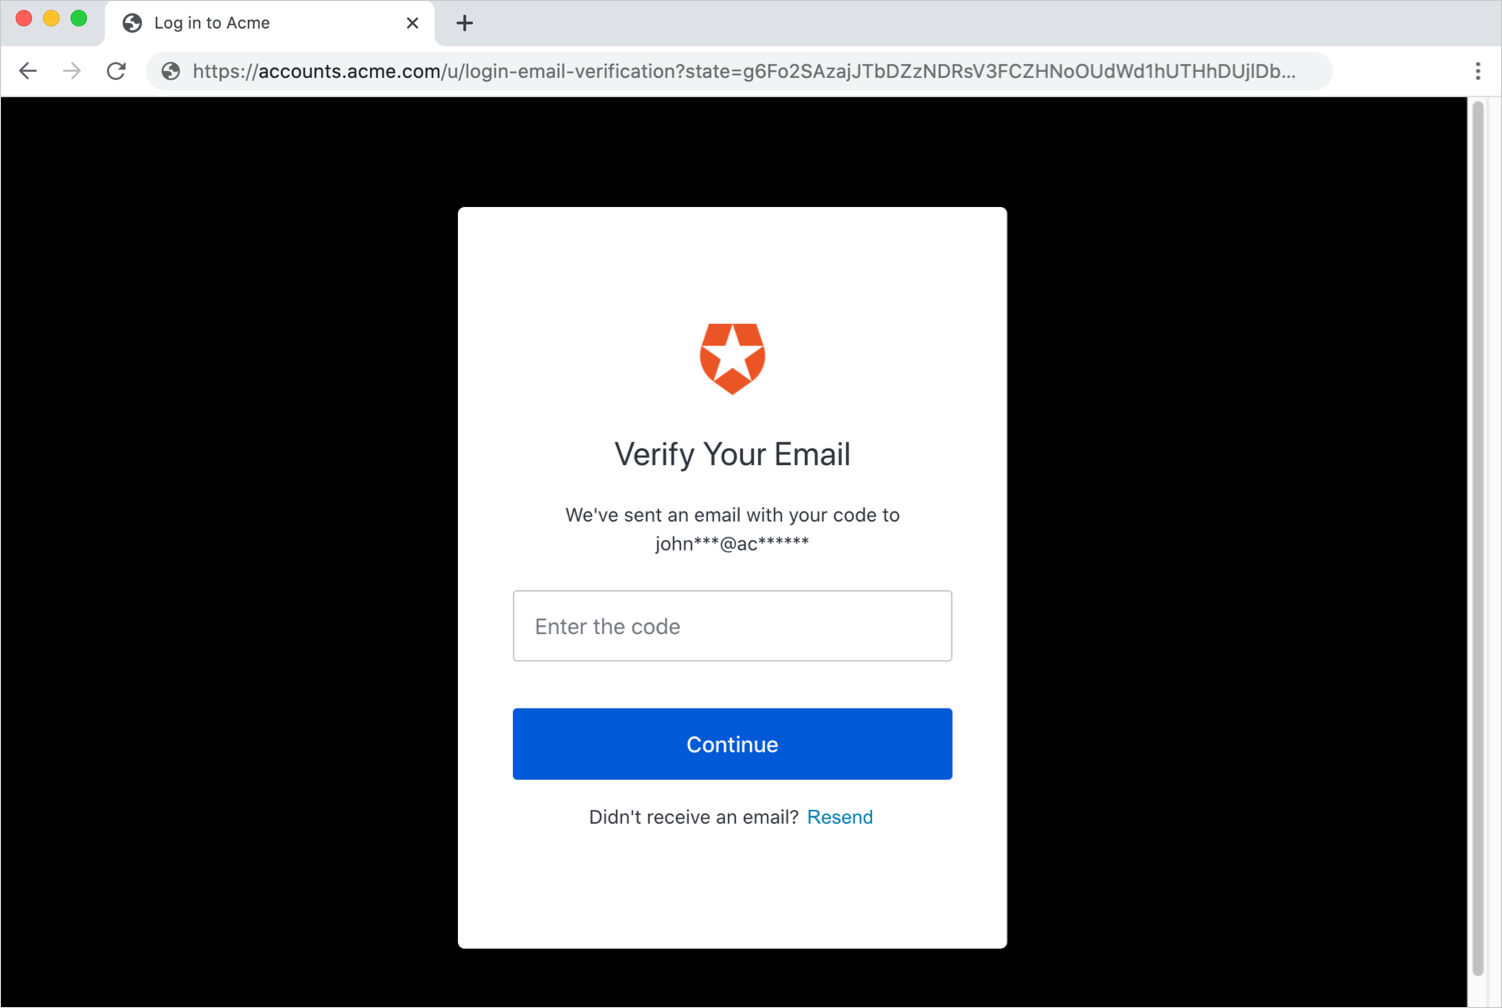 Log in to Acme
https://accounts.acme.com/u/login-email-verification?state=g6Fo2SAzajJTbDZzNDRsV3FCZHNoOUdWd1hUTHhDUjlDb...
Verify Your Email
We've sent an email with your code to
john***@ac******
Enter the code
Continue
Didn't receive an email? Resend